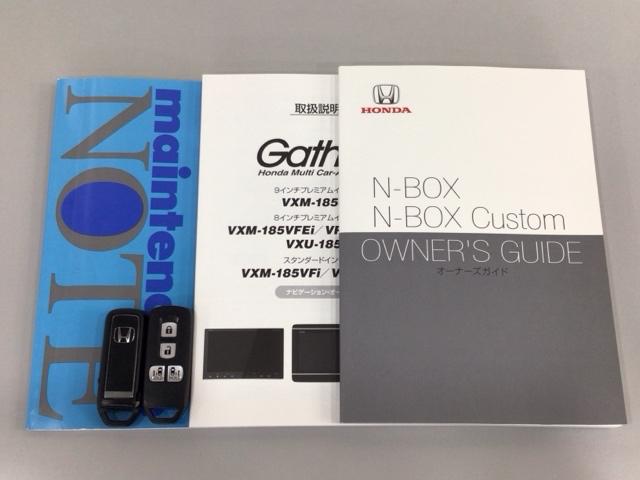 maintenance
NOTE
取扱説明
Gath
Honda Multi Car-A
9インチプレミアムイ
VXM-185
8インチプレミアムイン
VXM-185VFEi/VF
VXU-185
スタンダードイン
VXM-185VFi/V
ナビゲーション・オー
HONDA
N-BOX
N-BOX Custom
OWNER'S GUIDE
オーナーズガイド